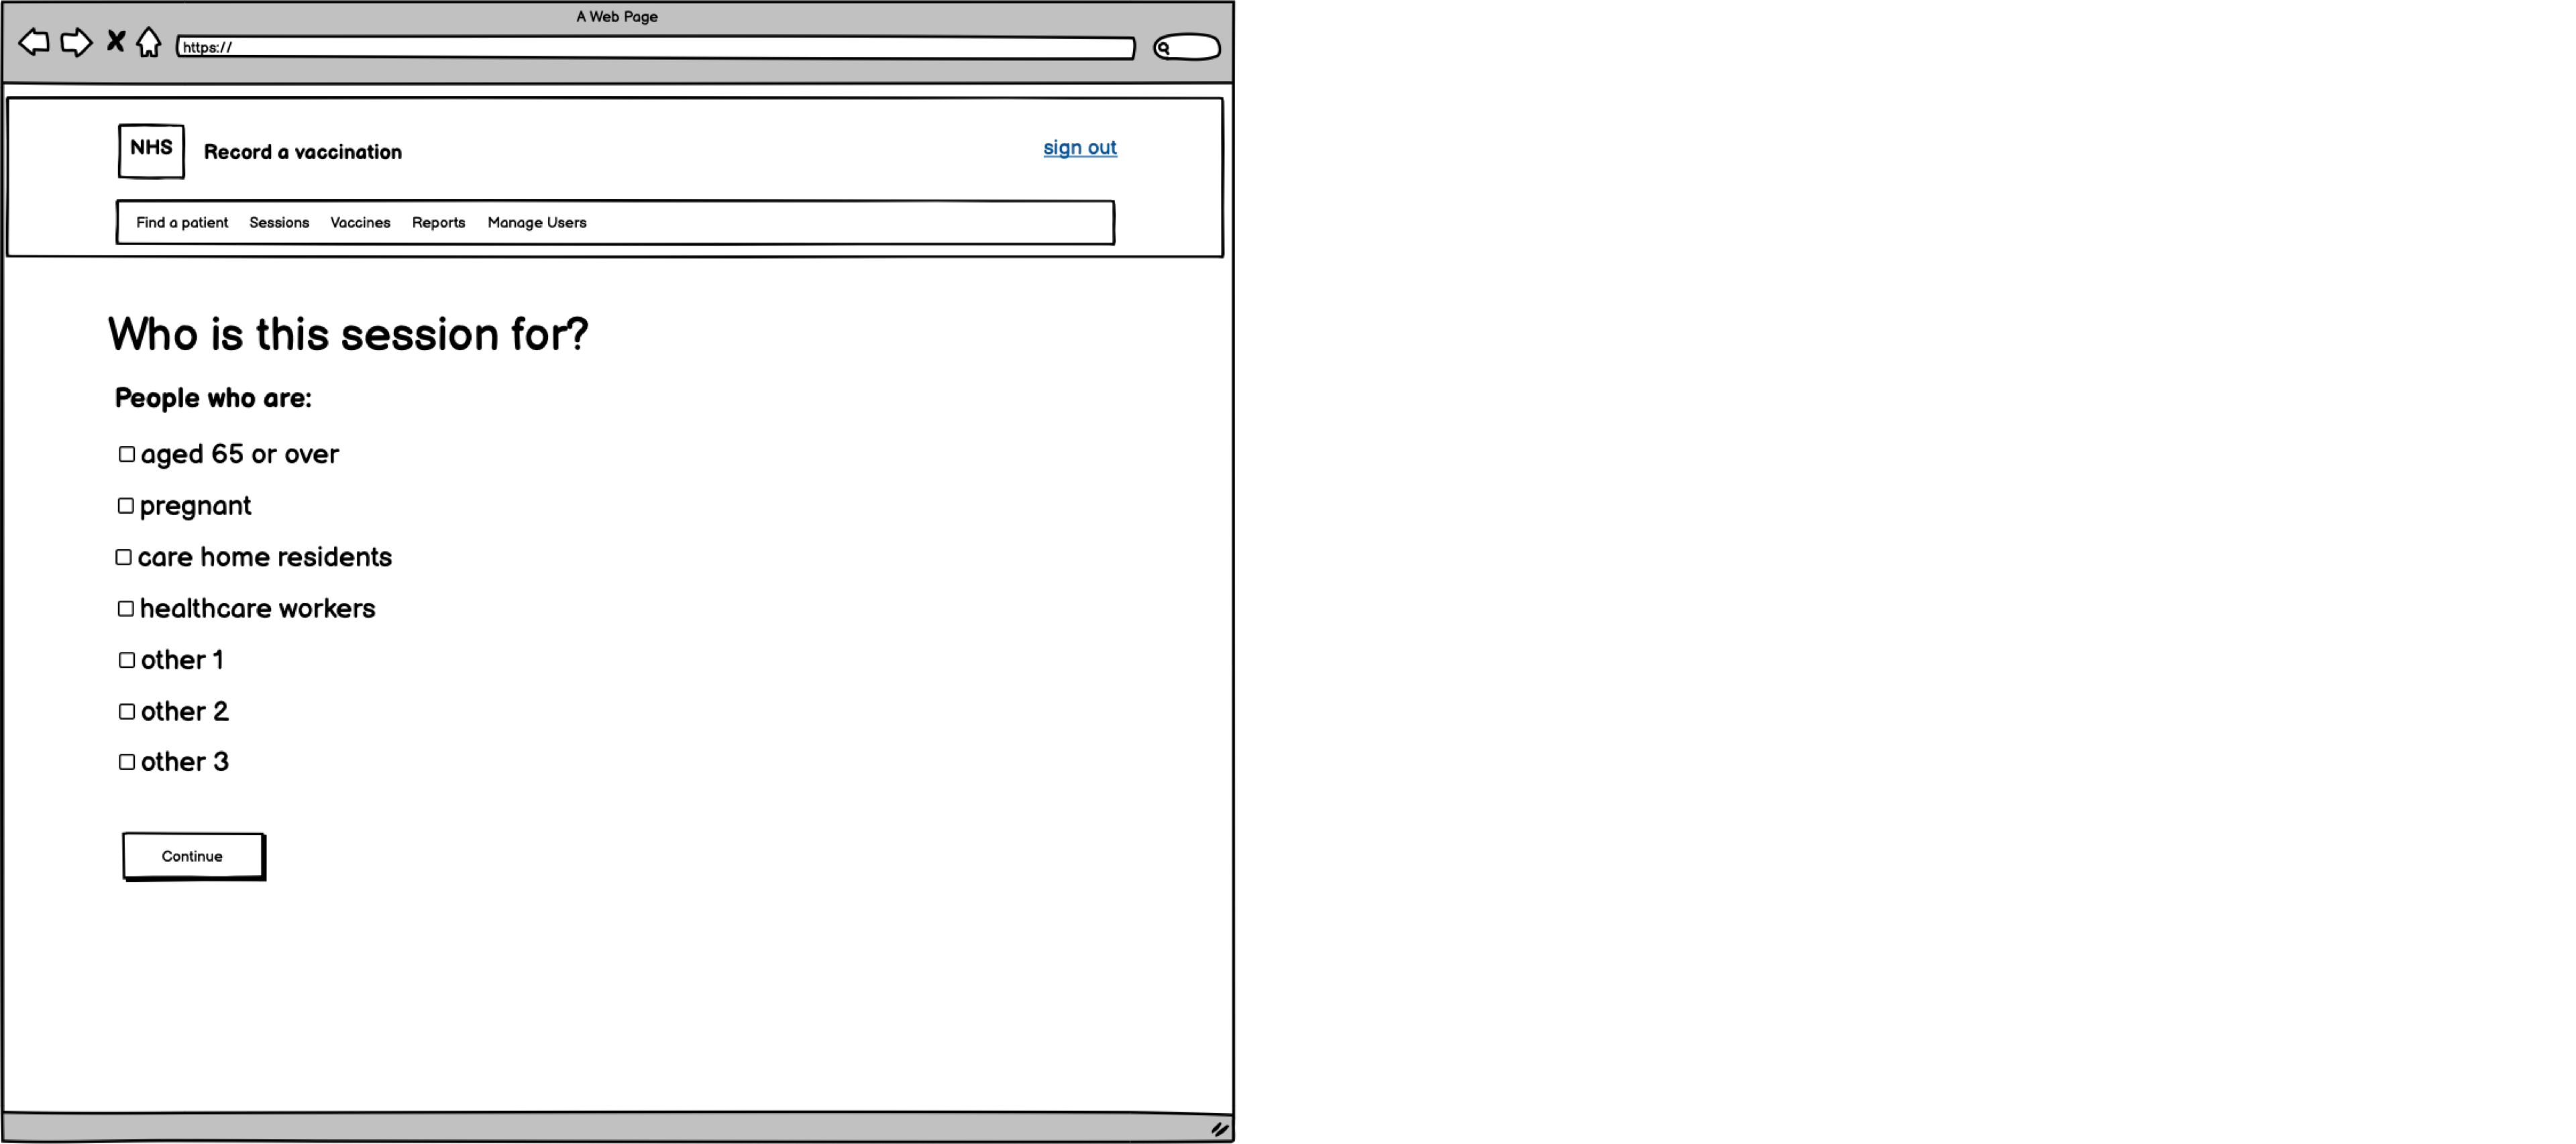 A Web Page
https://
NHS
Record a vaccination
sign out
Find a patient Sessions Vaccines Reports Manage Users
Who is this session for?
People who are:
aged 65 or over
pregnant
care home residents
healthcare workers
other 1
other 2
other 3
Continue